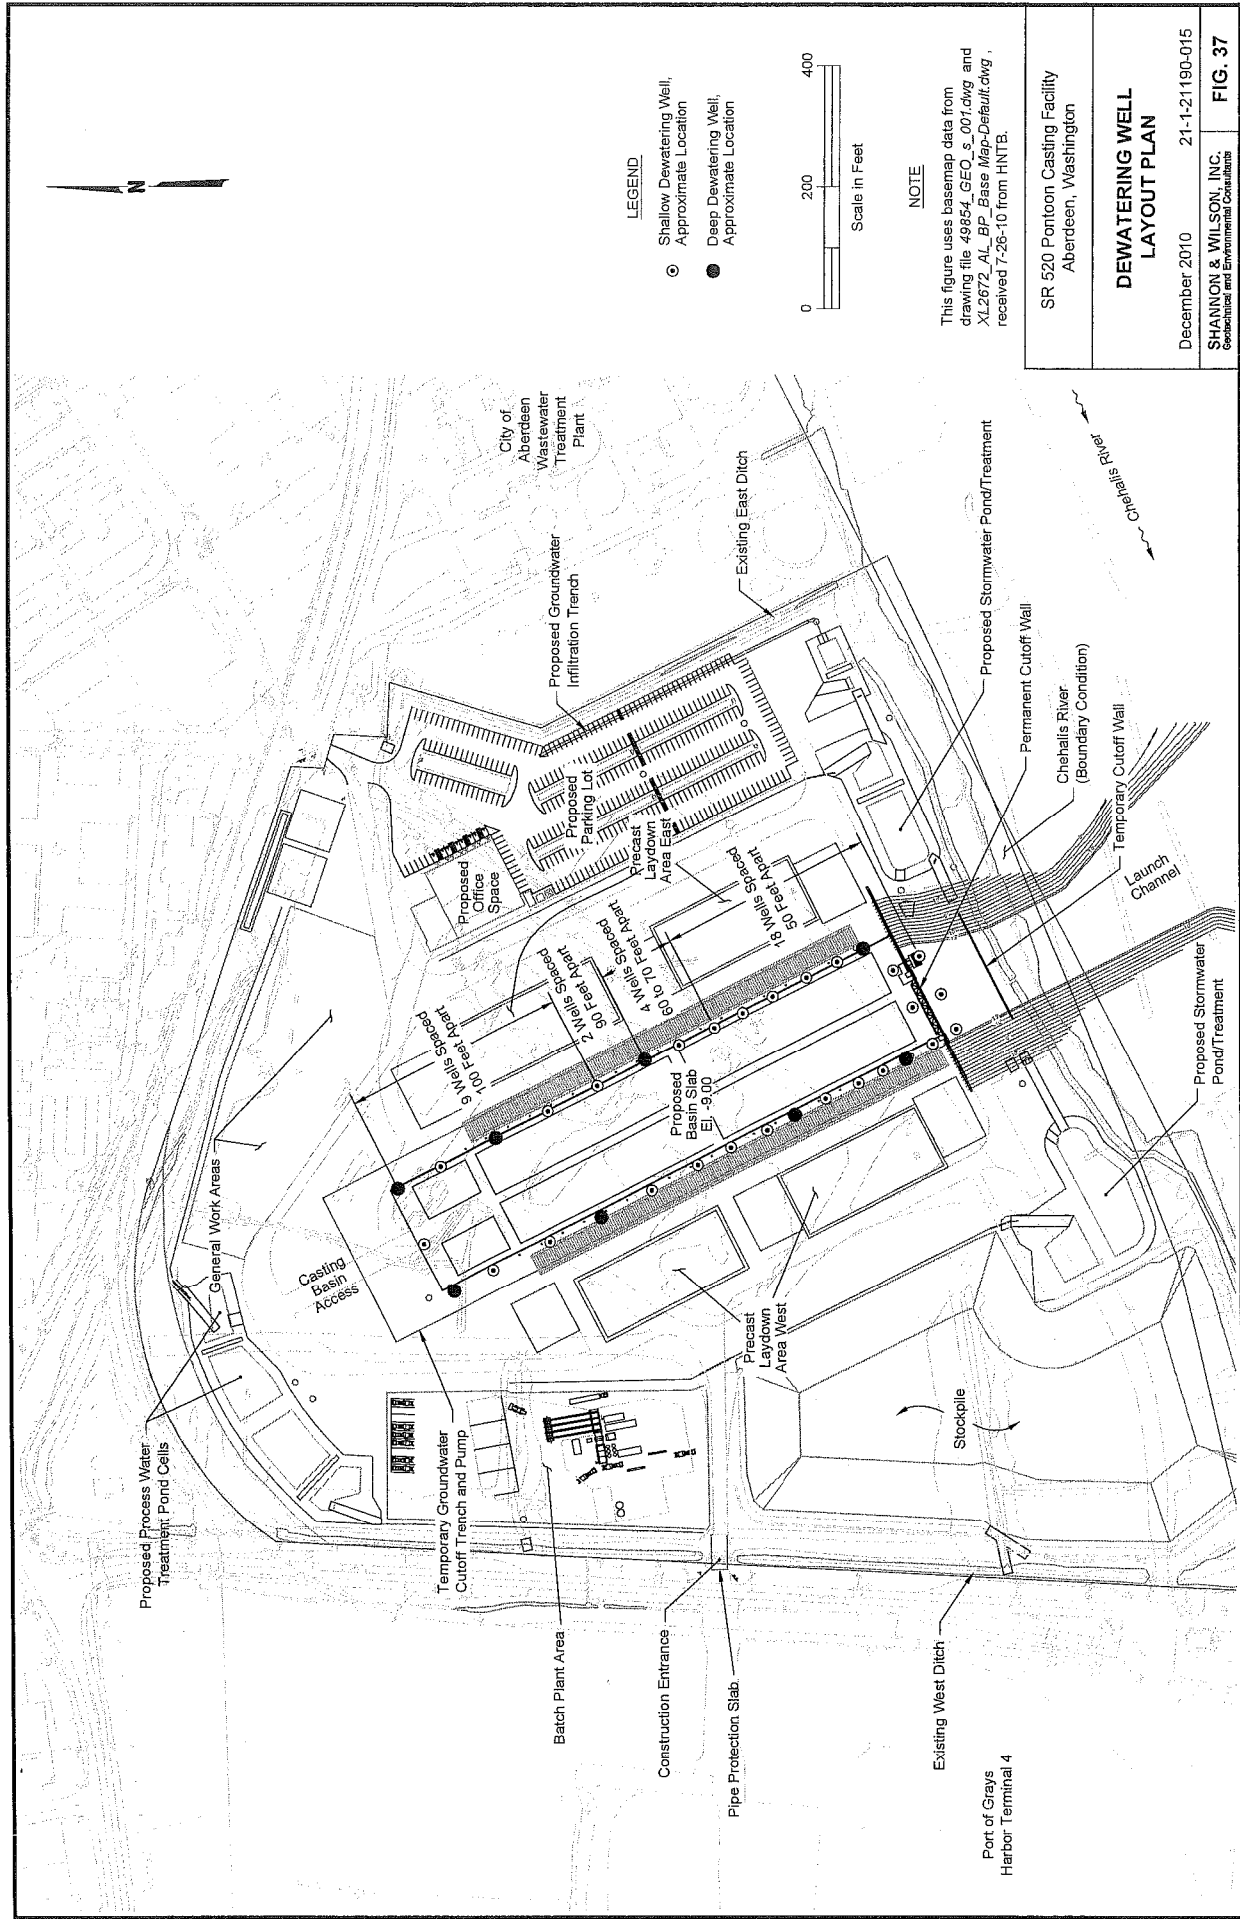 Proposed Process Water
Treatment Pond Cells
General Work Areas
Casting
Basin
Access
Temporary Groundwater
Cutoff Trench and Pump
Batch Plant Area
Construction Entrance
Pipe Protection Slab
Existing West Ditch
Port of Grays
Harbor Terminal 4
Stockpile
Precast
Laydown
Area West
Proposed
Basin Slab
El. -9.00
9 Wells Spaced
100 Feet Apart
2 Wells Spaced
90 Feet Apart
4 Wells Spaced
60 to 70 Feet Apart
18 Wells Spaced
50 Feet Apart
Proposed
Office
Space
Proposed
Parking Lot
Precast
Laydown
Area East
Proposed Groundwater
Infiltration Trench
City of
Aberdeen
Wastewater
Treatment
Plant
Existing East Ditch
Proposed Stormwater Pond/Treatment
Permanent Cutoff Wall
Chehalis River
(Boundary Condition)
Temporary Cutoff Wall
Launch
Channel
Proposed Stormwater
Pond/Treatment
Chehalis River
N
LEGEND
Shallow Dewatering Well,
Approximate Location
Deep Dewatering Well,
Approximate Location
0 200 400
Scale in Feet
NOTE
This figure uses basemap data from
drawing file 49854_GEO_s_001.dwg and
XL2672_AL_BP_Base Map-Default.dwg ,
received 7-26-10 from HNTB.
SR 520 Pontoon Casting Facility
Aberdeen, Washington
DEWATERING WELL
LAYOUT PLAN
December 2010 21-1-21190-015
SHANNON & WILSON, INC.
Geotechnical and Environmental Consultants
FIG. 37